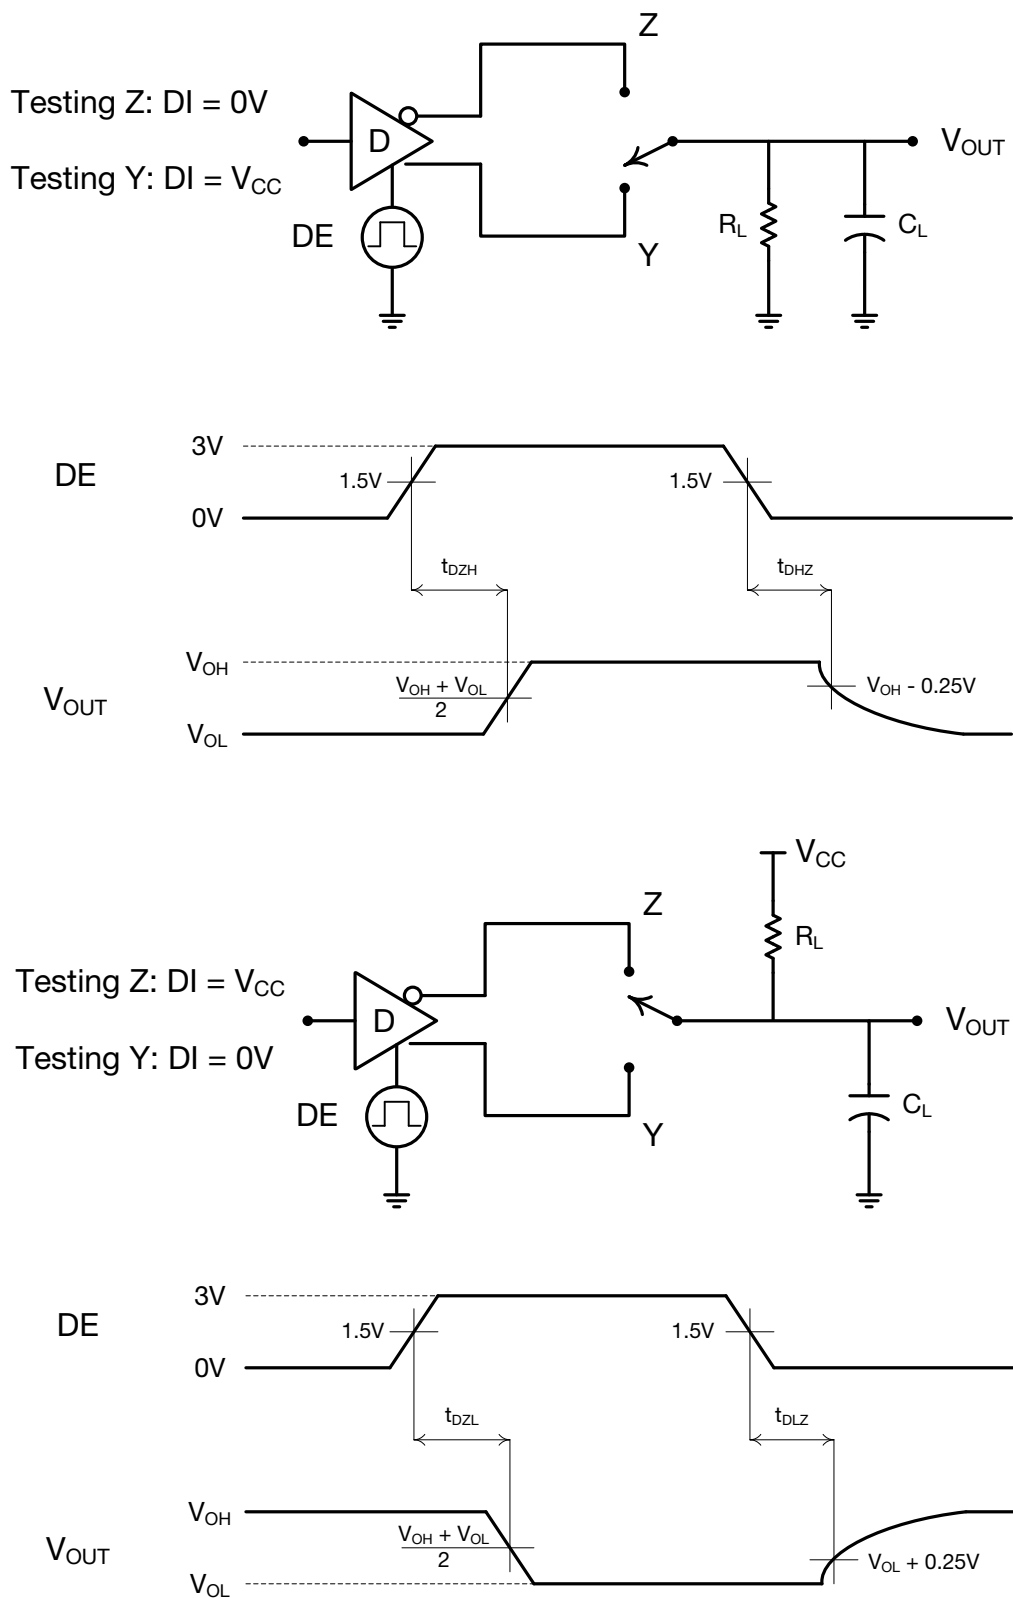 Z
Testing Z: DI = 0V
D
V_OUT
Testing Y: DI = V_CC
R_L
C_L
DE
Y
3V
DE
1.5V
1.5V
0V
t_DZH
t_DHZ
V_OH
V_OH + V_OL
2
V_OH - 0.25V
V_OUT
V_OL
V_CC
Z
R_L
Testing Z: DI = V_CC
D
V_OUT
Testing Y: DI = 0V
DE
C_L
Y
3V
DE
1.5V
1.5V
0V
t_DZL
t_DLZ
V_OH
V_OH + V_OL
2
V_OUT
V_OL + 0.25V
V_OL